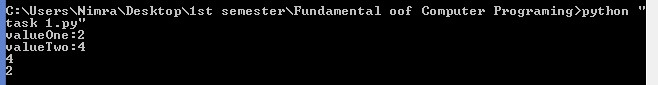 C:\Users\Nimra\Desktop\1st semester\Fundamental oof Computer Programing>python "
task 1.py"
valueOne:2
valueTwo:4
4
2